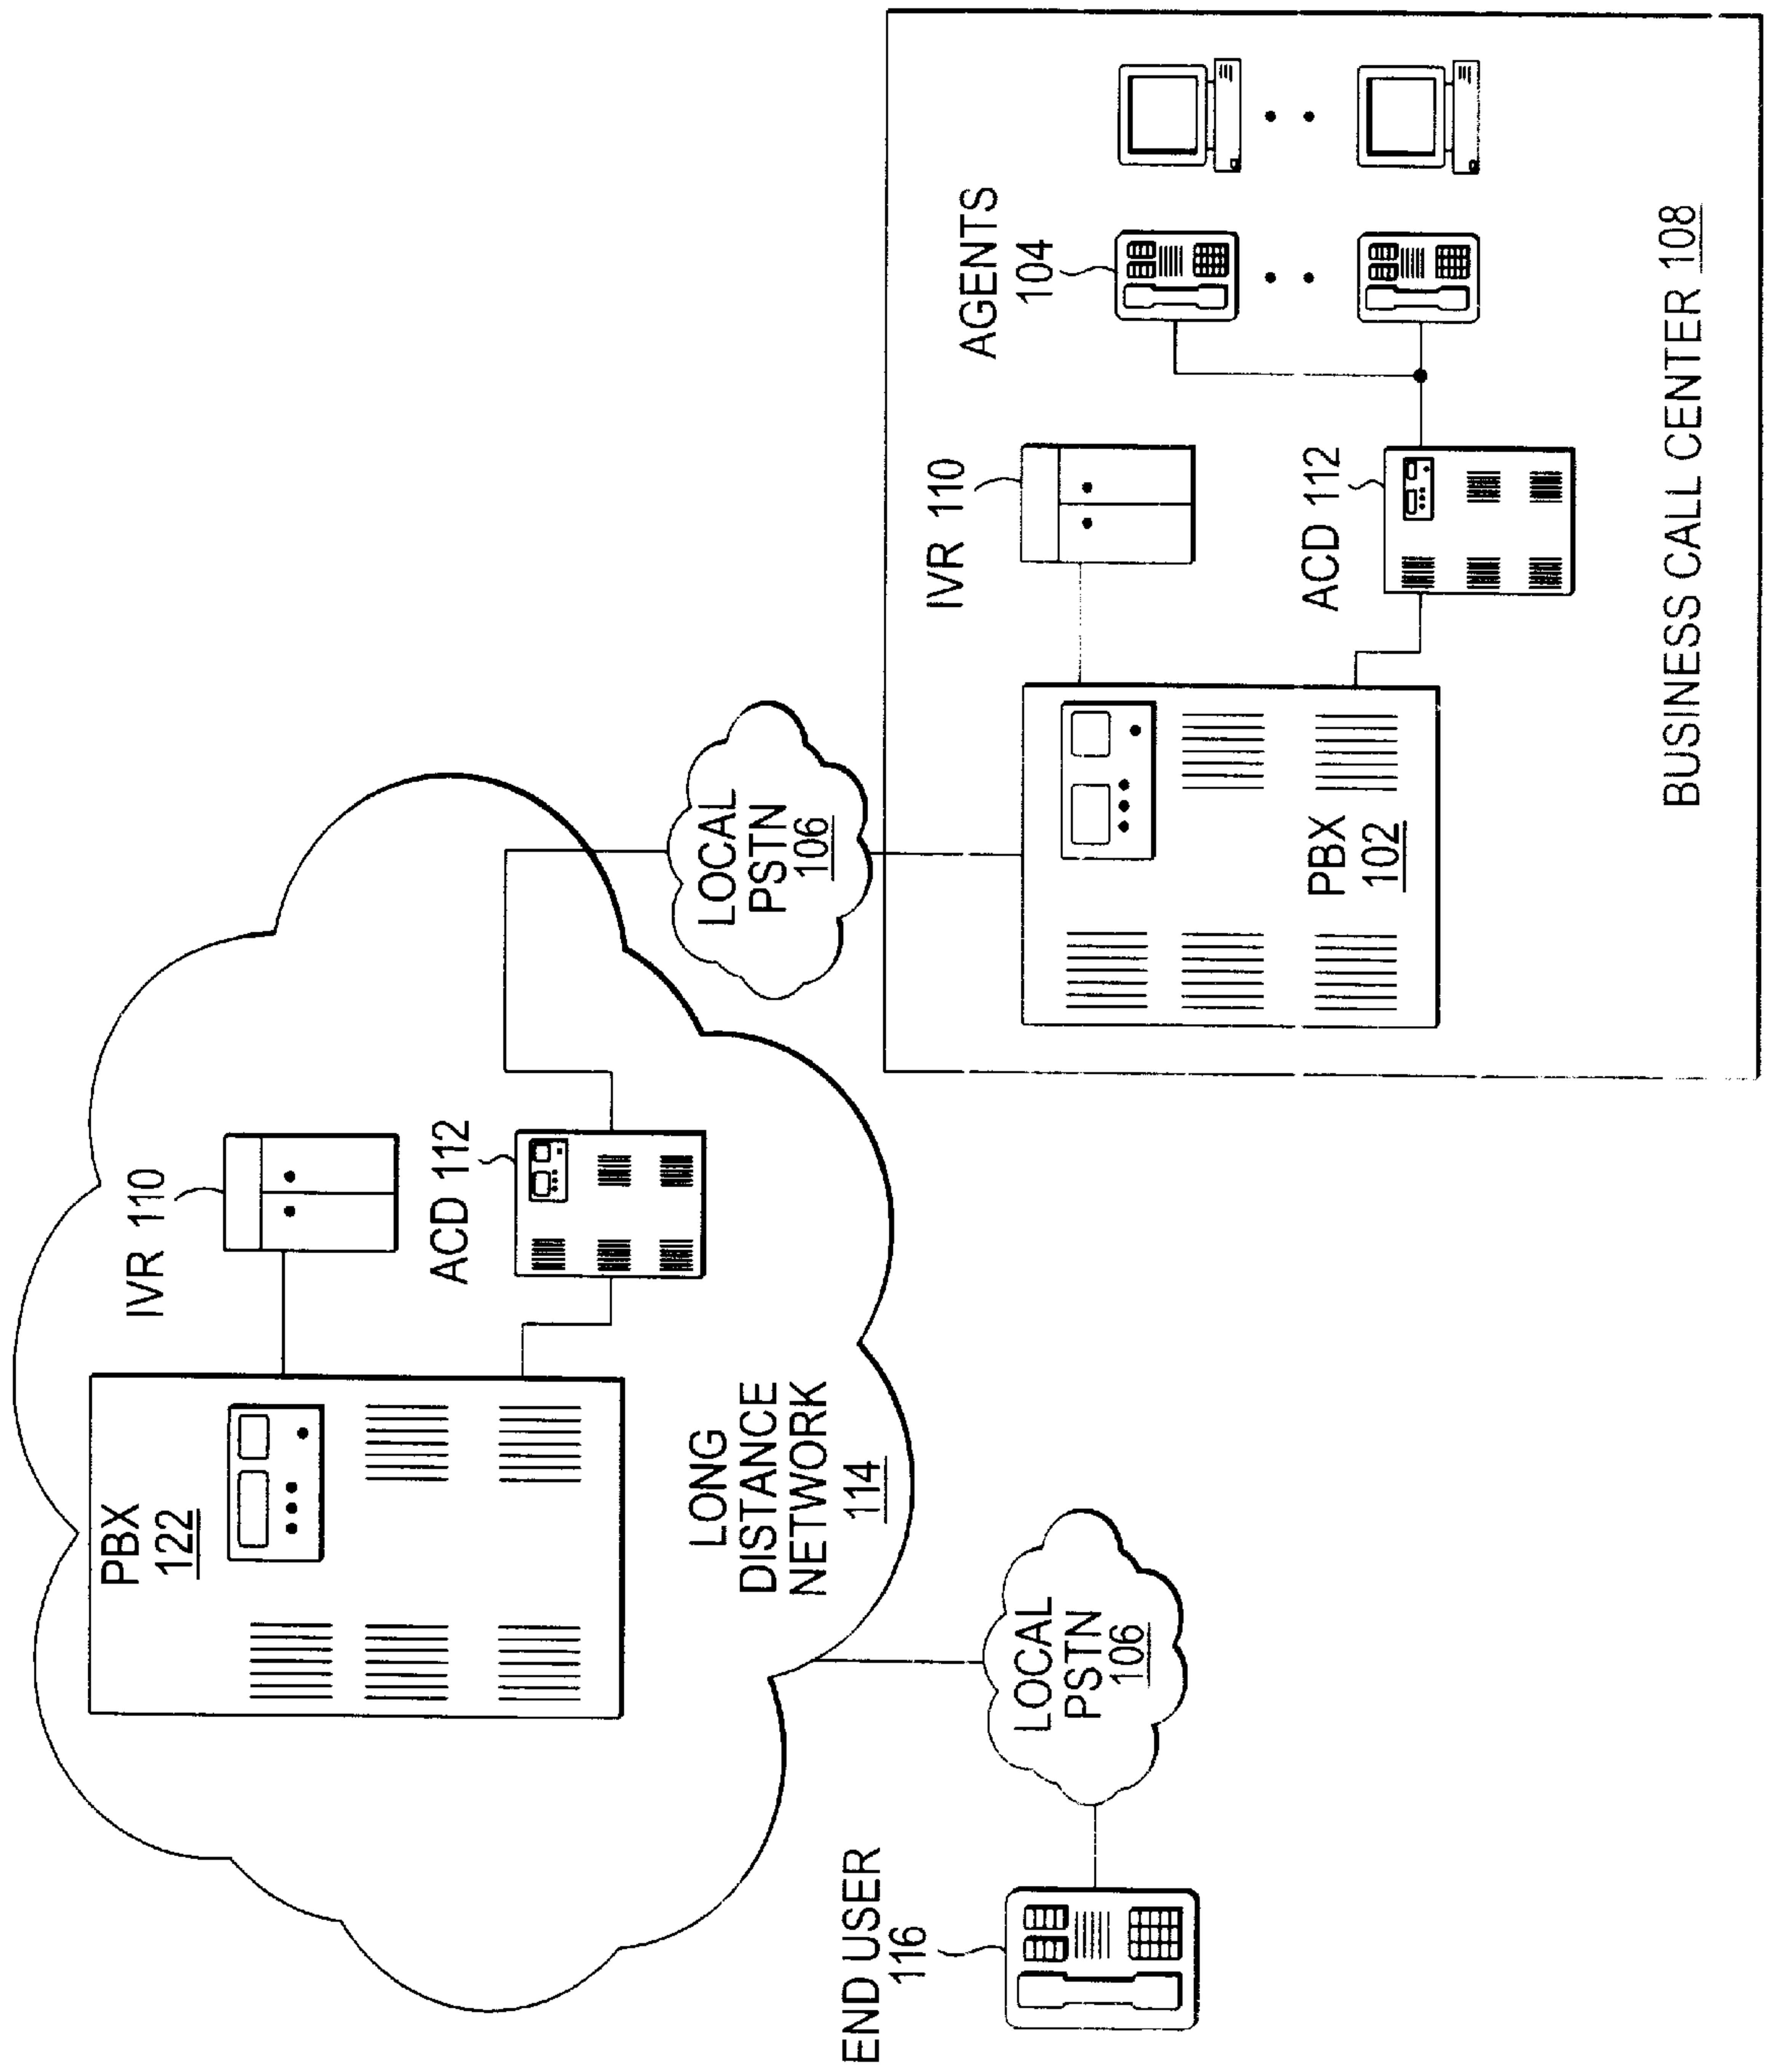 PBX
122
IVR 110
ACD 112
LONG
DISTANCE
NETWORK
114
END USER
116
LOCAL
PSTN
106
LOCAL
PSTN
106
IVR 110
AGENTS
104
PBX
102
ACD 112
BUSINESS CALL CENTER 108